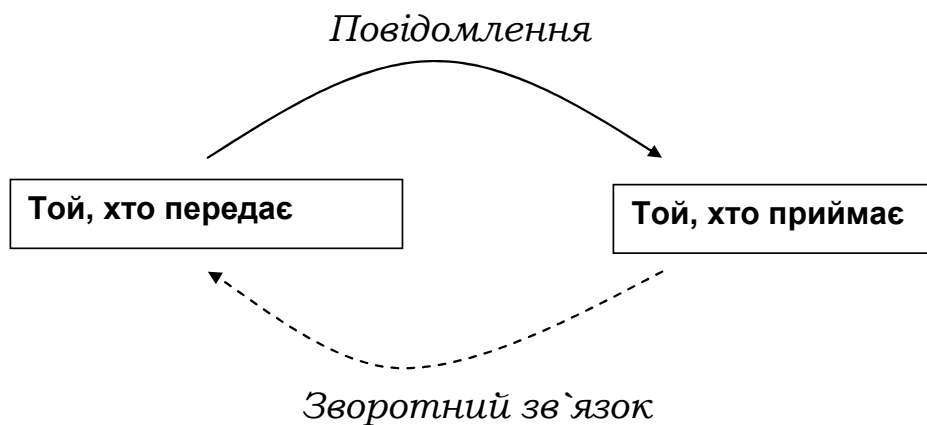 Повідомлення
Той, хто передає
Той, хто приймає
Зворотний зв`язок